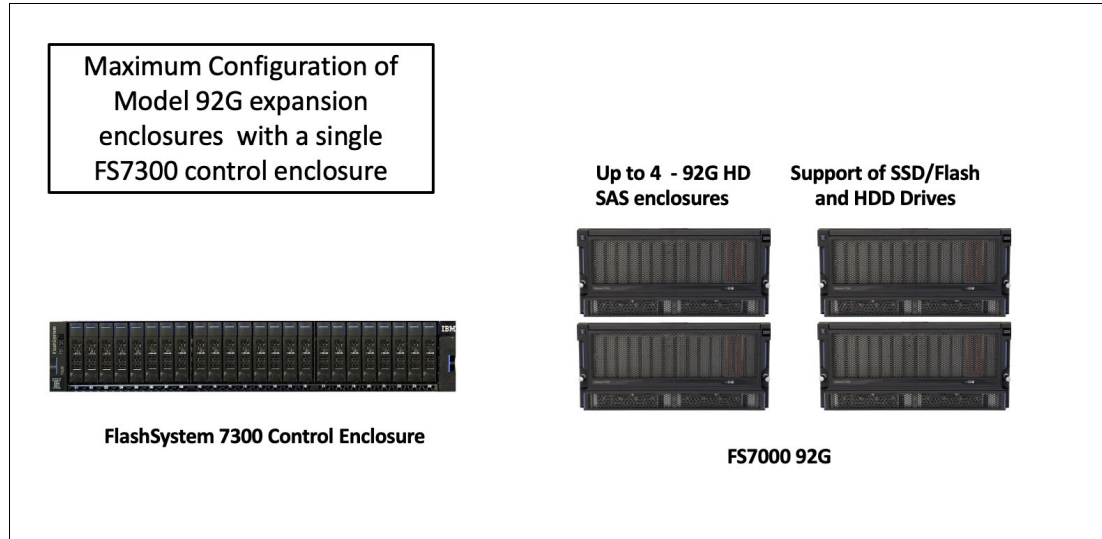 Maximum Configuration of
Model 92G expansion
enclosures with a single
FS7300 control enclosure
Up to 4 - 92G HD
SAS enclosures
Support of SSD/Flash
and HDD Drives
IBM
FlashSystem 7300 Control Enclosure
FS7000 92G